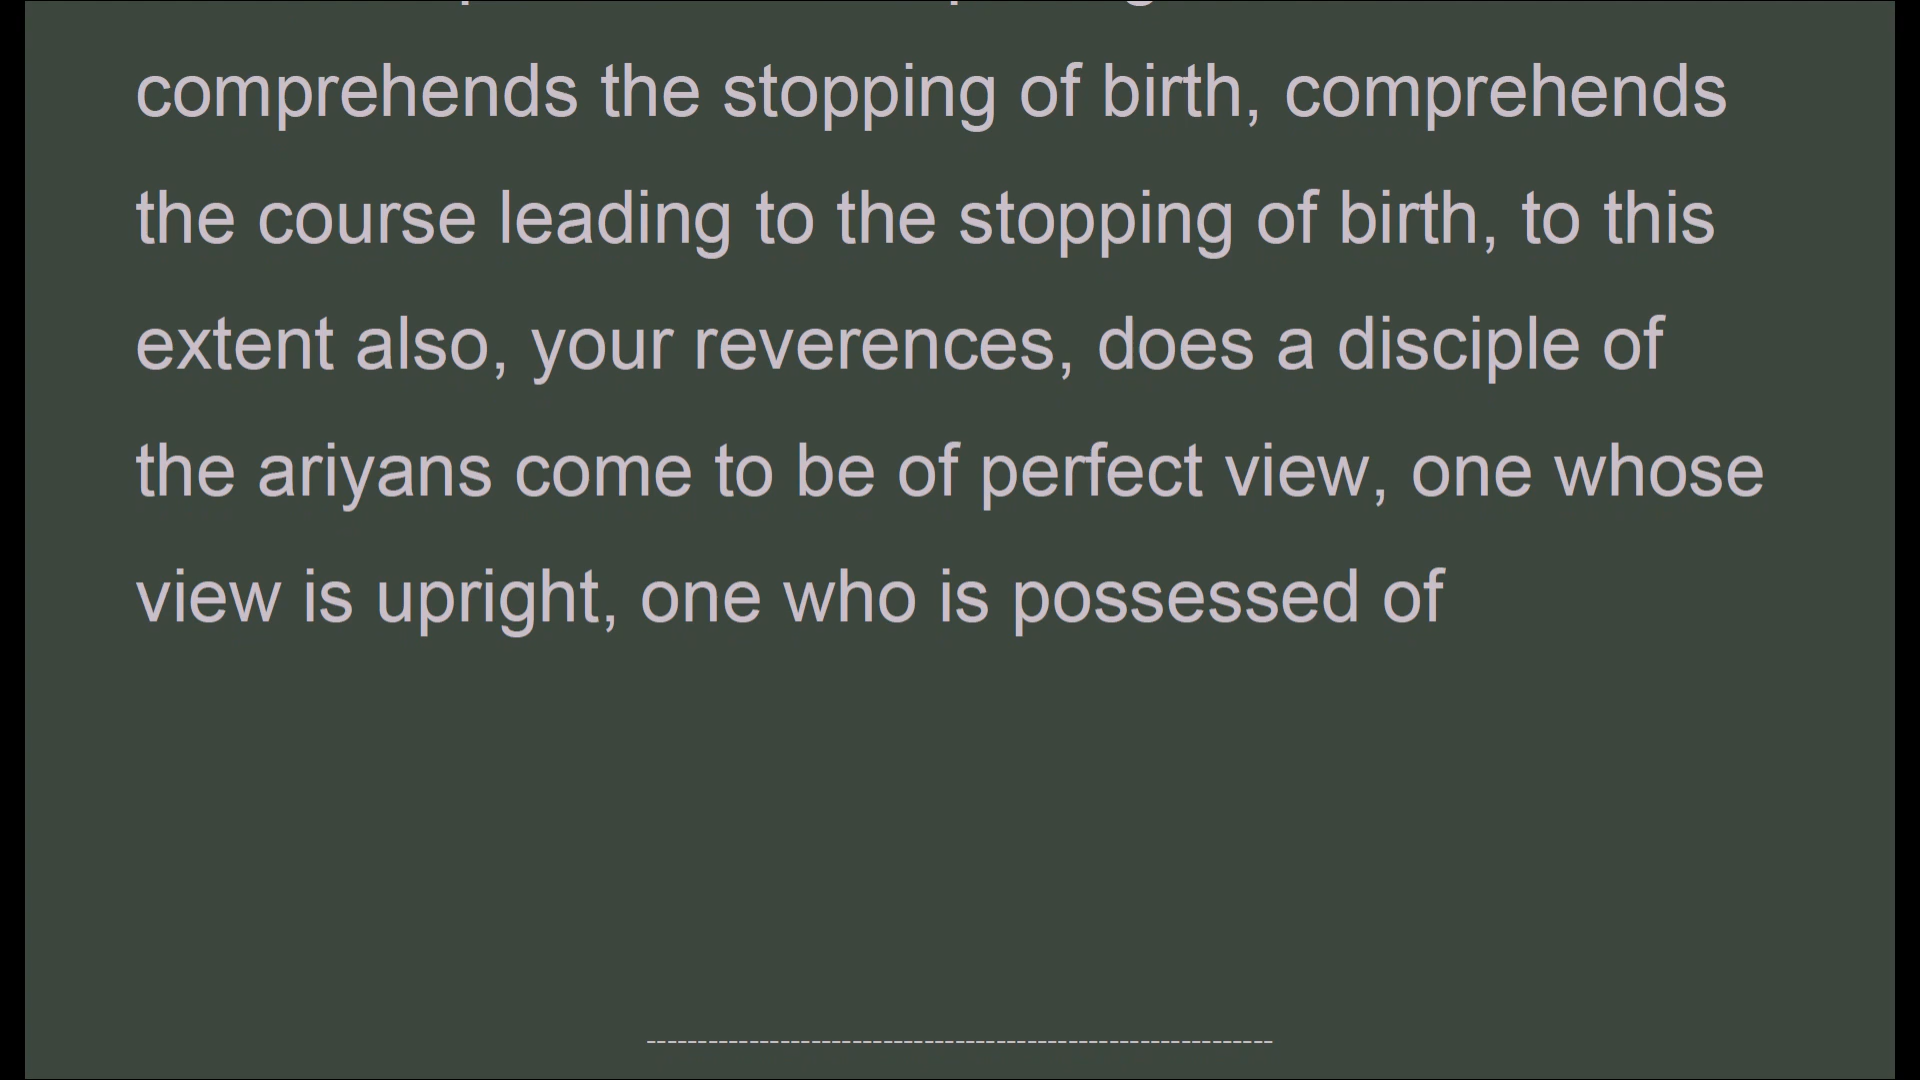 comprehends the stopping of birth, comprehends
the course leading to the stopping of birth, to this
extent also, your reverences, does a disciple of
the ariyans come to be of perfect view, one whose
view is upright, one who is possessed of
-------------------------------------------------------------